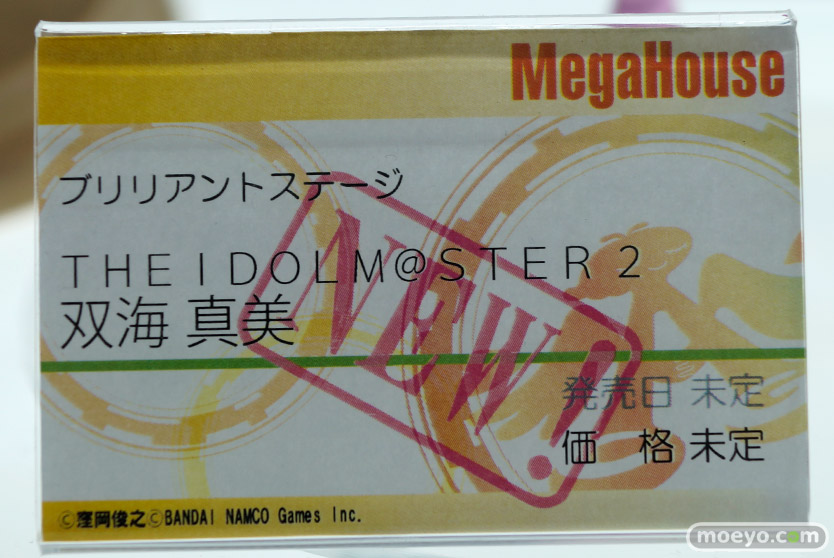 MegaHouse
ブリリアントステージ
THE IDOLM@STER 2
双海 真美
NEW!
発売日 未定
価 格 未定
©窪岡俊之©BANDAI NAMCO Games Inc.
moeyo.com